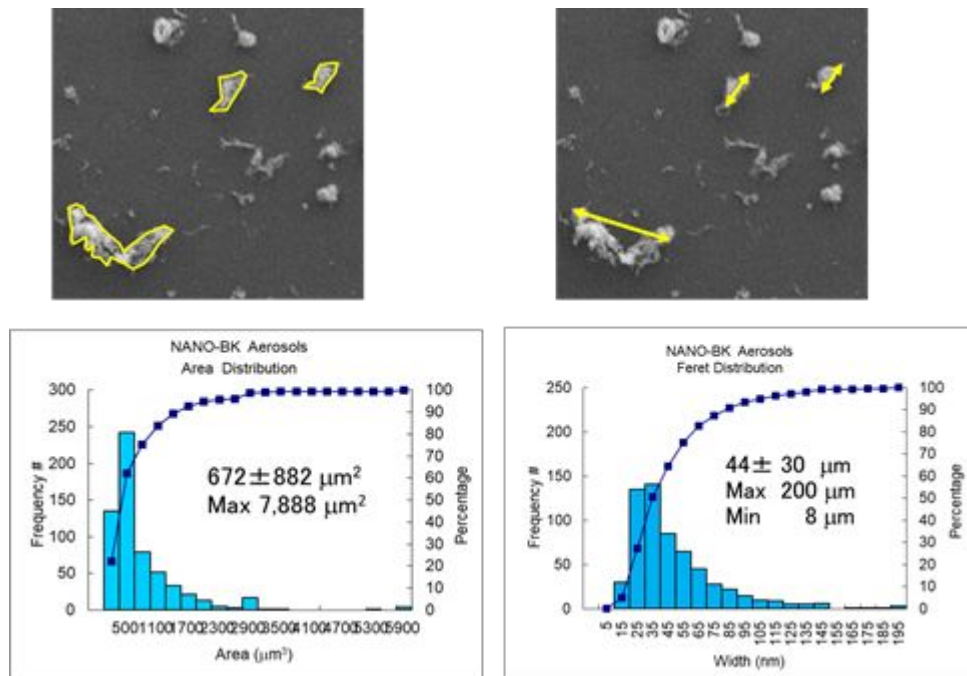 NANO-BK Aerosols
Area Distribution
300
250
200
150
100
50
0
Frequency #
100
90
80
70
60
50
40
30
20
10
0
Percentage
672±882 μm²
Max 7,888 μm²
500 1100 1700 2300 2900 3500 4100 4700 5300 5900
Area (μm³)
NANO-BK Aerosols
Feret Distribution
250
200
150
100
50
0
Frequency #
100
90
80
70
60
50
40
30
20
10
0
Percentage
44± 30 μm
Max 200 μm
Min 8 μm
5 15 25 35 45 55 65 75 85 95 105 115 125 135 145 155 165 175 185 195
Width (nm)